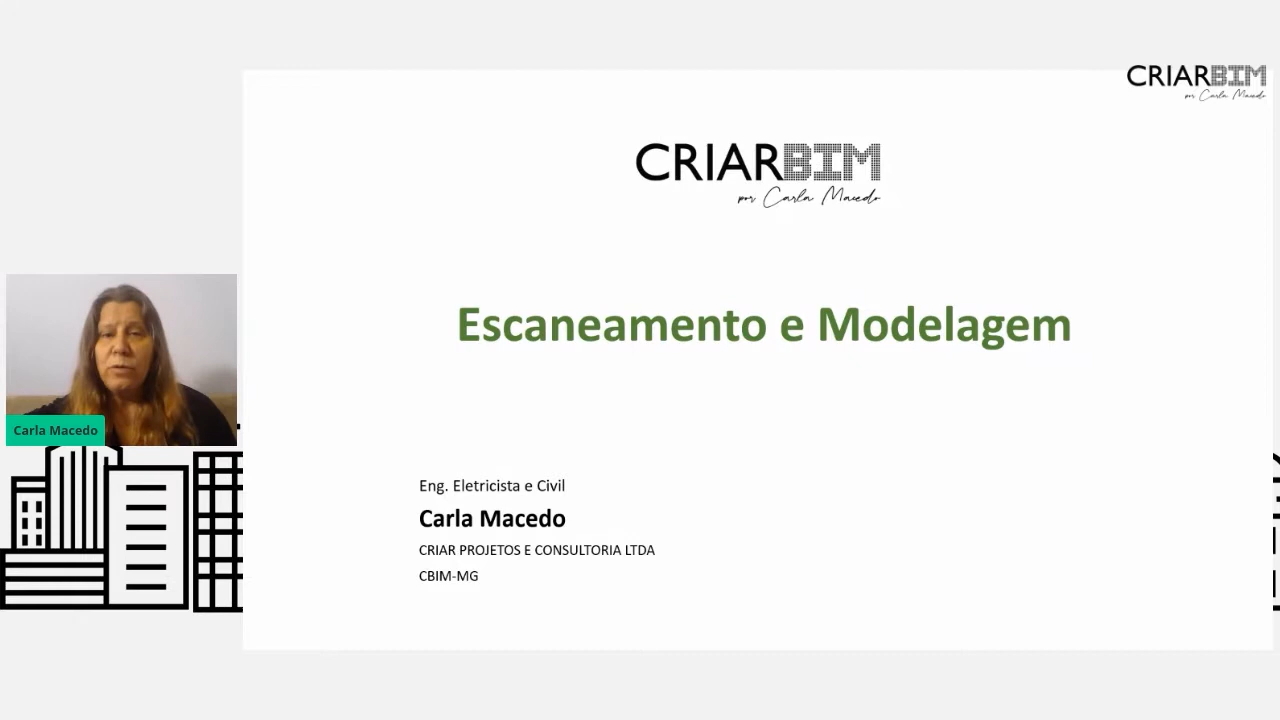 CRIARBIM
por Carla Macedo
CRIARBIM
por Carla Macedo
Escaneamento e Modelagem
Carla Macedo
Eng. Eletricista e Civil
Carla Macedo
CRIAR PROJETOS E CONSULTORIA LTDA
CBIM-MG